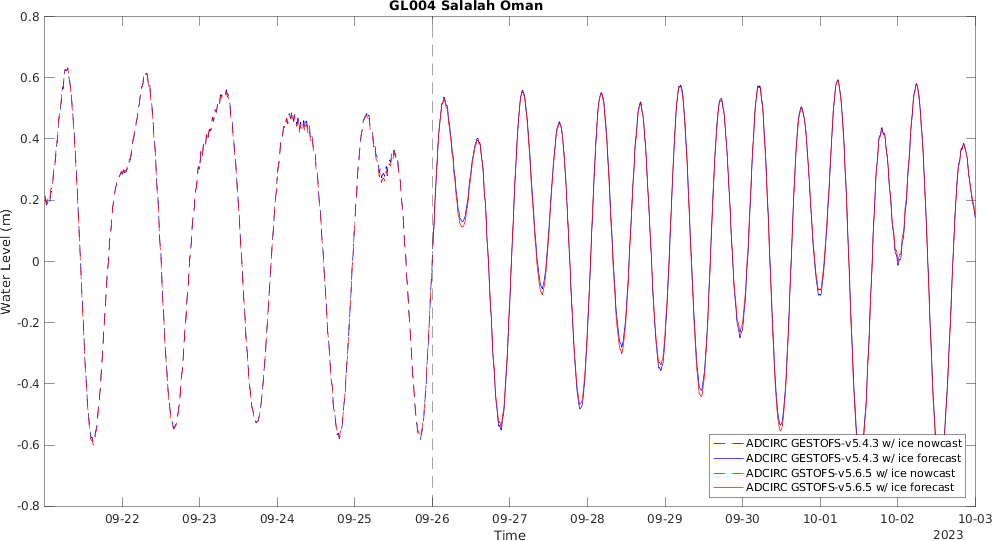 GL004 Salalah Oman
0.8
0.6
0.4
0.2
0
-0.2
-0.4
-0.6
-0.8
Water Level (m)
ADCIRC GESTOFS-v5.4.3 w/ ice nowcast
ADCIRC GESTOFS-v5.4.3 w/ ice forecast
ADCIRC GSTOFS-v5.6.5 w/ ice nowcast
ADCIRC GSTOFS-v5.6.5 w/ ice forecast
09-22 09-23 09-24 09-25 09-26 09-27 09-28 09-29 09-30 10-01 10-02 10-03
Time
2023